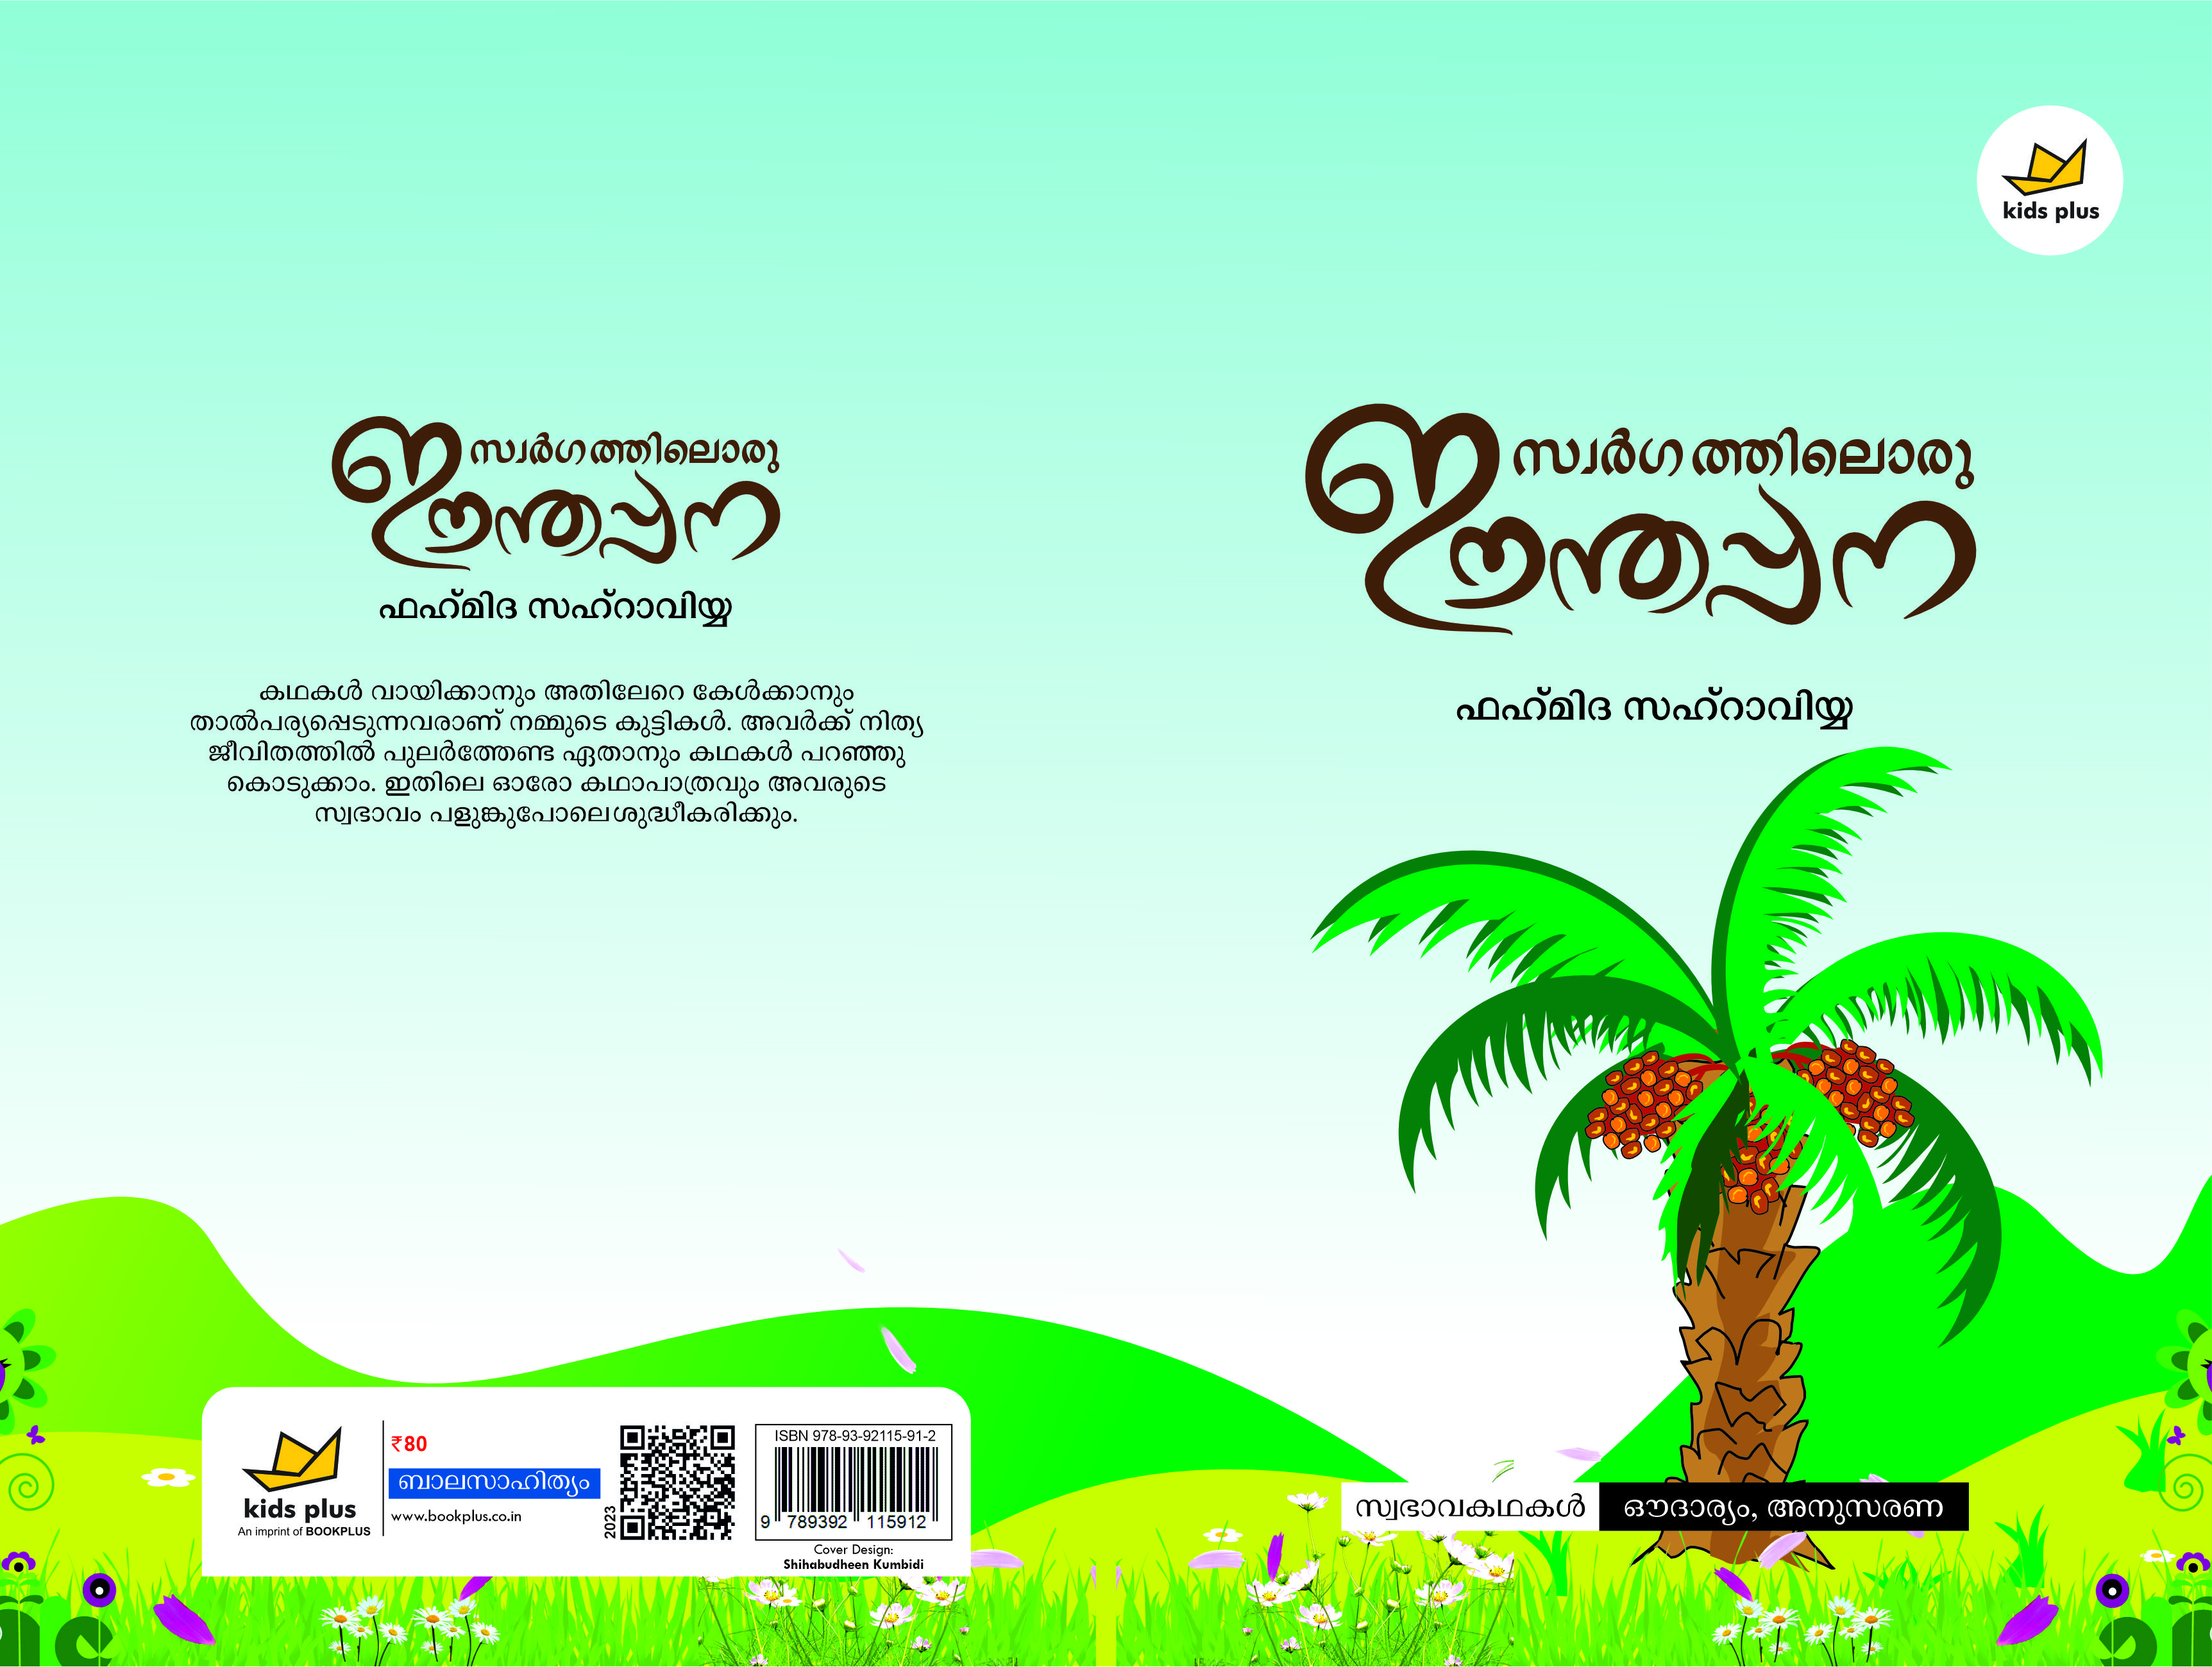 സ്വർഗത്തിലൊരു
ഈന്തപ്പന
ഫഹ്‌മിദ സഹ്‌റാവിയ്യ
കഥകൾ വായിക്കാനും അതിലേറെ കേൾക്കാനും
താൽപര്യപ്പെടുന്നവരാണ് നമ്മുടെ കുട്ടികൾ. അവർക്ക് നിത്യ
ജീവിതത്തിൽ പുലർത്തേണ്ട ഏതാനും കഥകൾ പറഞ്ഞു
കൊടുക്കാം. ഇതിലെ ഓരോ കഥാപാത്രവും അവരുടെ
സ്വഭാവം പളുങ്കുപോലെ ശുദ്ധീകരിക്കും.
kids plus
An imprint of BOOKPLUS
₹80
ബാലസാഹിത്യം
www.bookplus.co.in
2023
ISBN 978-93-92115-91-2
9 789392 115912
Cover Design:
Shihabudheen Kumbidi
kids plus
സ്വർഗത്തിലൊരു
ഈന്തപ്പന
ഫഹ്‌മിദ സഹ്‌റാവിയ്യ
സ്വഭാവകഥകൾ ഔദാര്യം, അനുസരണ